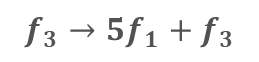 f₃ → 5f₁ + f₃